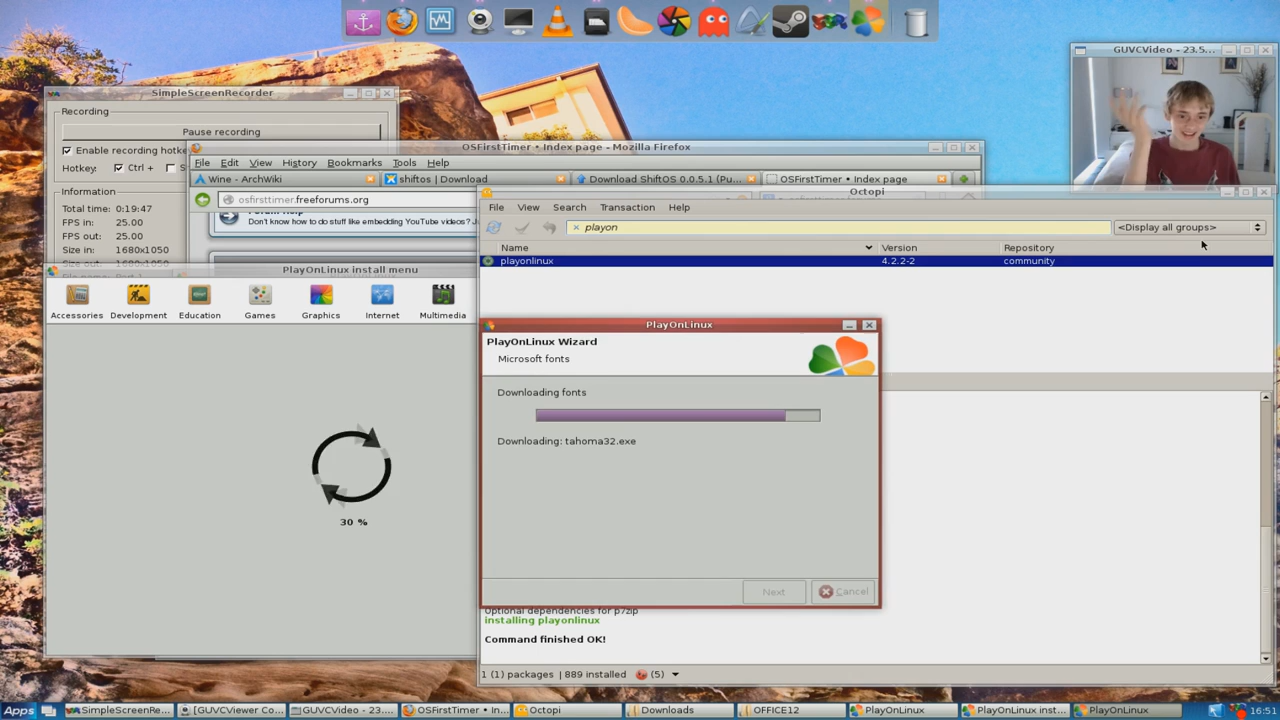 GUVCVideo - 23.5...
SimpleScreenRecorder
Recording
Pause recording
Enable recording hotke
Hotkey:
Ctrl +
Information
Total time: 0:19:47
FPS in: 25.00
FPS out: 25.00
Size in: 1680x1050
Size out: 1680x1050
OSFirstTimer • Index page - Mozilla Firefox
File Edit View History Bookmarks Tools Help
Wine - ArchWiki
shiftos | Download
Download ShiftOS 0.0.5.1 (Pu...
OSFirstTimer • Index page
osfirsttimer.freeforums.org
Forum Help
Don't know how to do stuff like embedding YouTube videos?
Octopi
File View Search Transaction Help
playon
<Display all groups>
Name Version Repository
playonlinux 4.2.2-2 community
PlayOnLinux install menu
Accessories Development Education Games Graphics Internet Multimedia
30 %
PlayOnLinux
PlayOnLinux Wizard
Microsoft fonts
Downloading fonts
Downloading: tahoma32.exe
Next
Cancel
Optional dependencies for p7zip
installing playonlinux
Command finished OK!
1 (1) packages | 889 installed
(5)
Apps
SimpleScreenRe...
[GUVCViewer Co...
GUVCVideo - 23....
OSFirstTimer • In...
Octopi
Downloads
OFFICE12
PlayOnLinux
PlayOnLinux inst...
PlayOnLinux
16:51